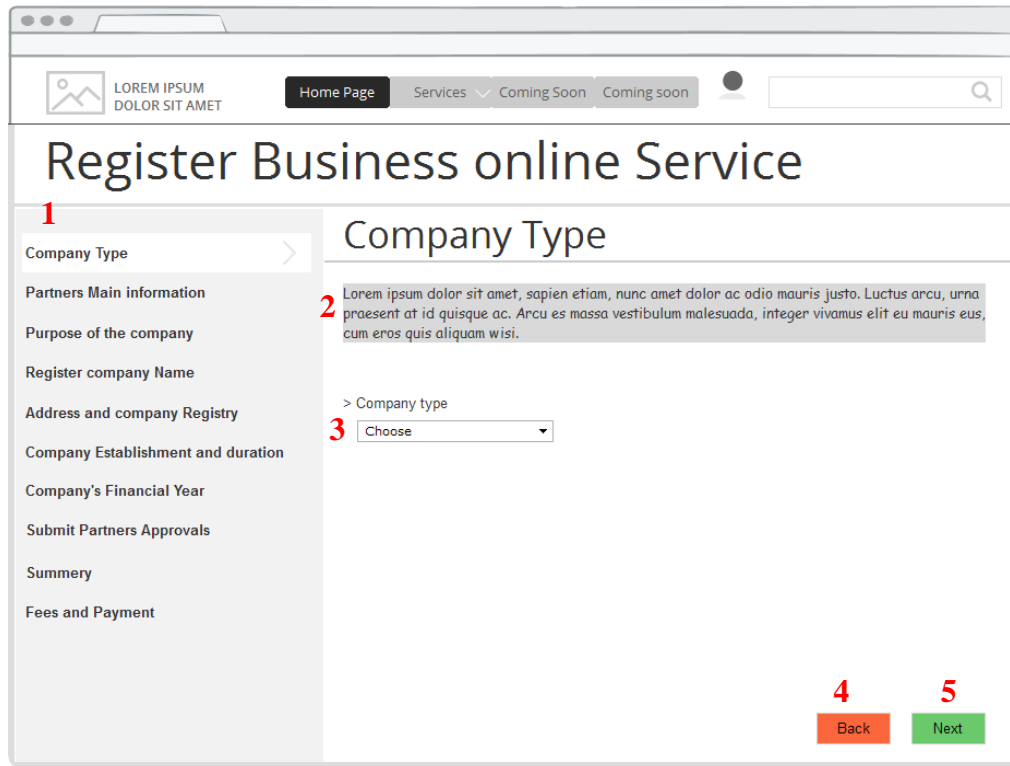 LOREM IPSUM
DOLOR SIT AMET
Home Page
Services
Coming Soon
Coming soon
Register Business online Service
1
Company Type
Partners Main information
Purpose of the company
Register company Name
Address and company Registry
Company Establishment and duration
Company's Financial Year
Submit Partners Approvals
Summery
Fees and Payment
Company Type
2
Lorem ipsum dolor sit amet, sapien etiam, nunc amet dolor ac odio mauris justo. Luctus arcu, urna
praesent at id quisque ac. Arcu es massa vestibulum malesuada, integer vivamus elit eu mauris eus,
cum eros quis aliquam wisi.
> Company type
3
Choose
4
5
Back
Next